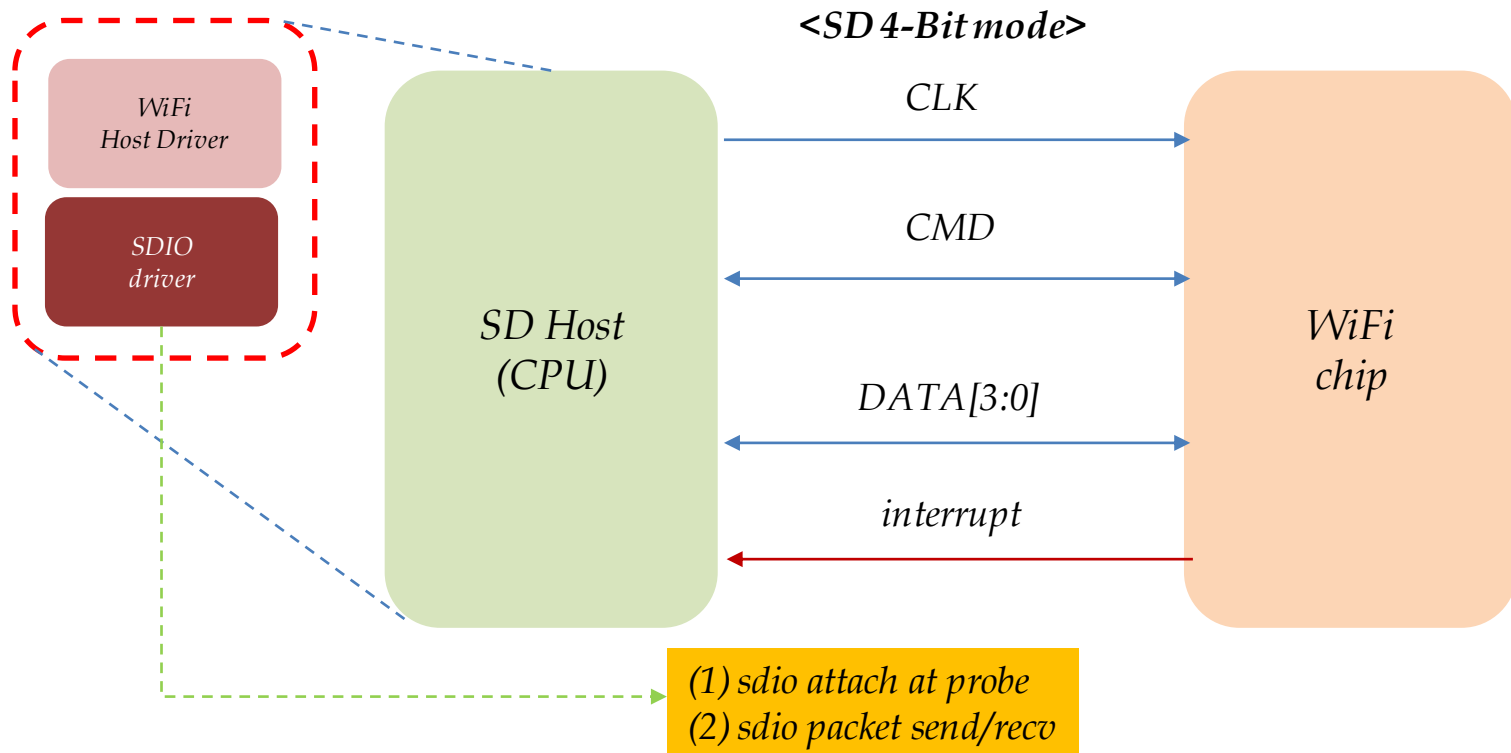 <SD 4-Bit mode>
WiFi
Host Driver
SDIO
driver
SD Host
(CPU)
CLK
CMD
DATA[3:0]
interrupt
WiFi
chip
(1) sdio attach at probe
(2) sdio packet send/recv